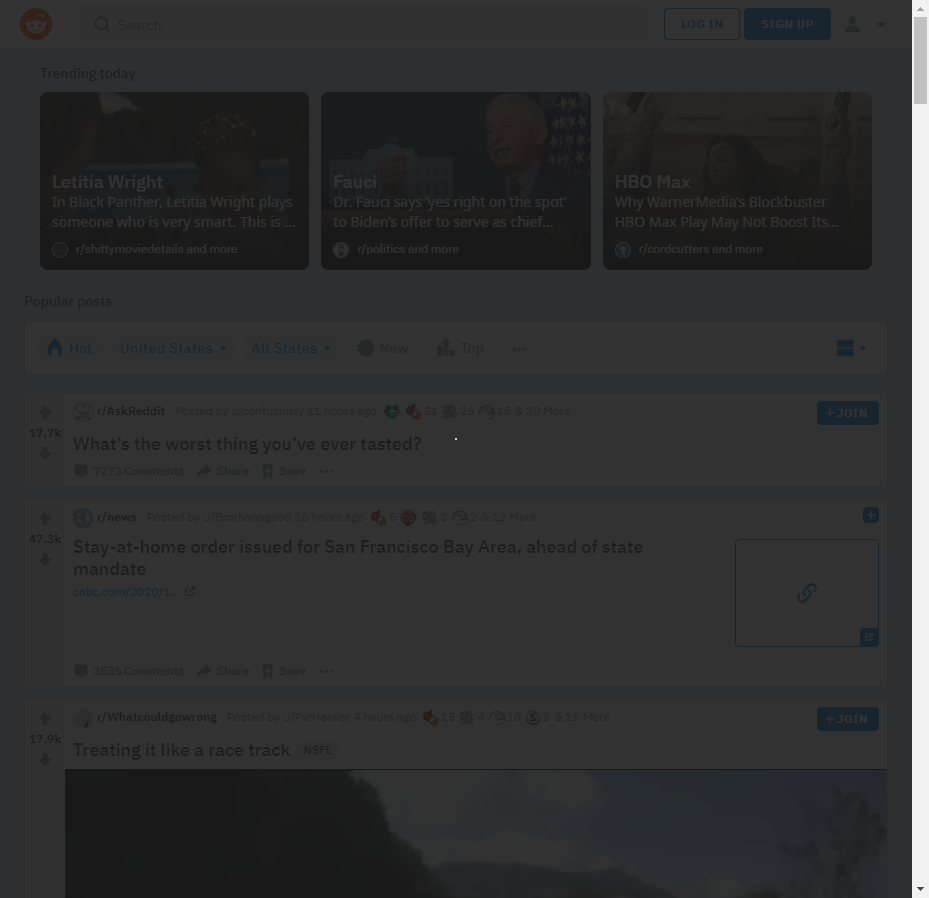 Search
LOG IN
SIGN UP
Trending today
Letitia Wright
In Black Panther, Letitia Wright plays
someone who is very smart. This is ...
r/shittymoviedetails and more
Fauci
Dr. Fauci says 'yes right on the spot'
to Biden's offer to serve as chief...
r/politics and more
HBO Max
Why WarnerMedia's Blockbuster
HBO Max Play May Not Boost Its...
r/cordcutters and more
Popular posts
Hot
United States
All States
New
Top
r/AskReddit · Posted by u/confuciusly 11 hours ago 21 26 15 & 30 More
+ JOIN
17.7k
What's the worst thing you've ever tasted?
7273 Comments Share Save
r/news · Posted by u/Brothanogood 16 hours ago 5 3 2 & 12 More
47.3k
Stay-at-home order issued for San Francisco Bay Area, ahead of state
mandate
cnbc.com/2020/1...
3635 Comments Share Save
r/Whatcouldgowrong · Posted by u/PvtHacker 4 hours ago 18 4 18 3 & 16 More
+ JOIN
17.9k
Treating it like a race track NSFL